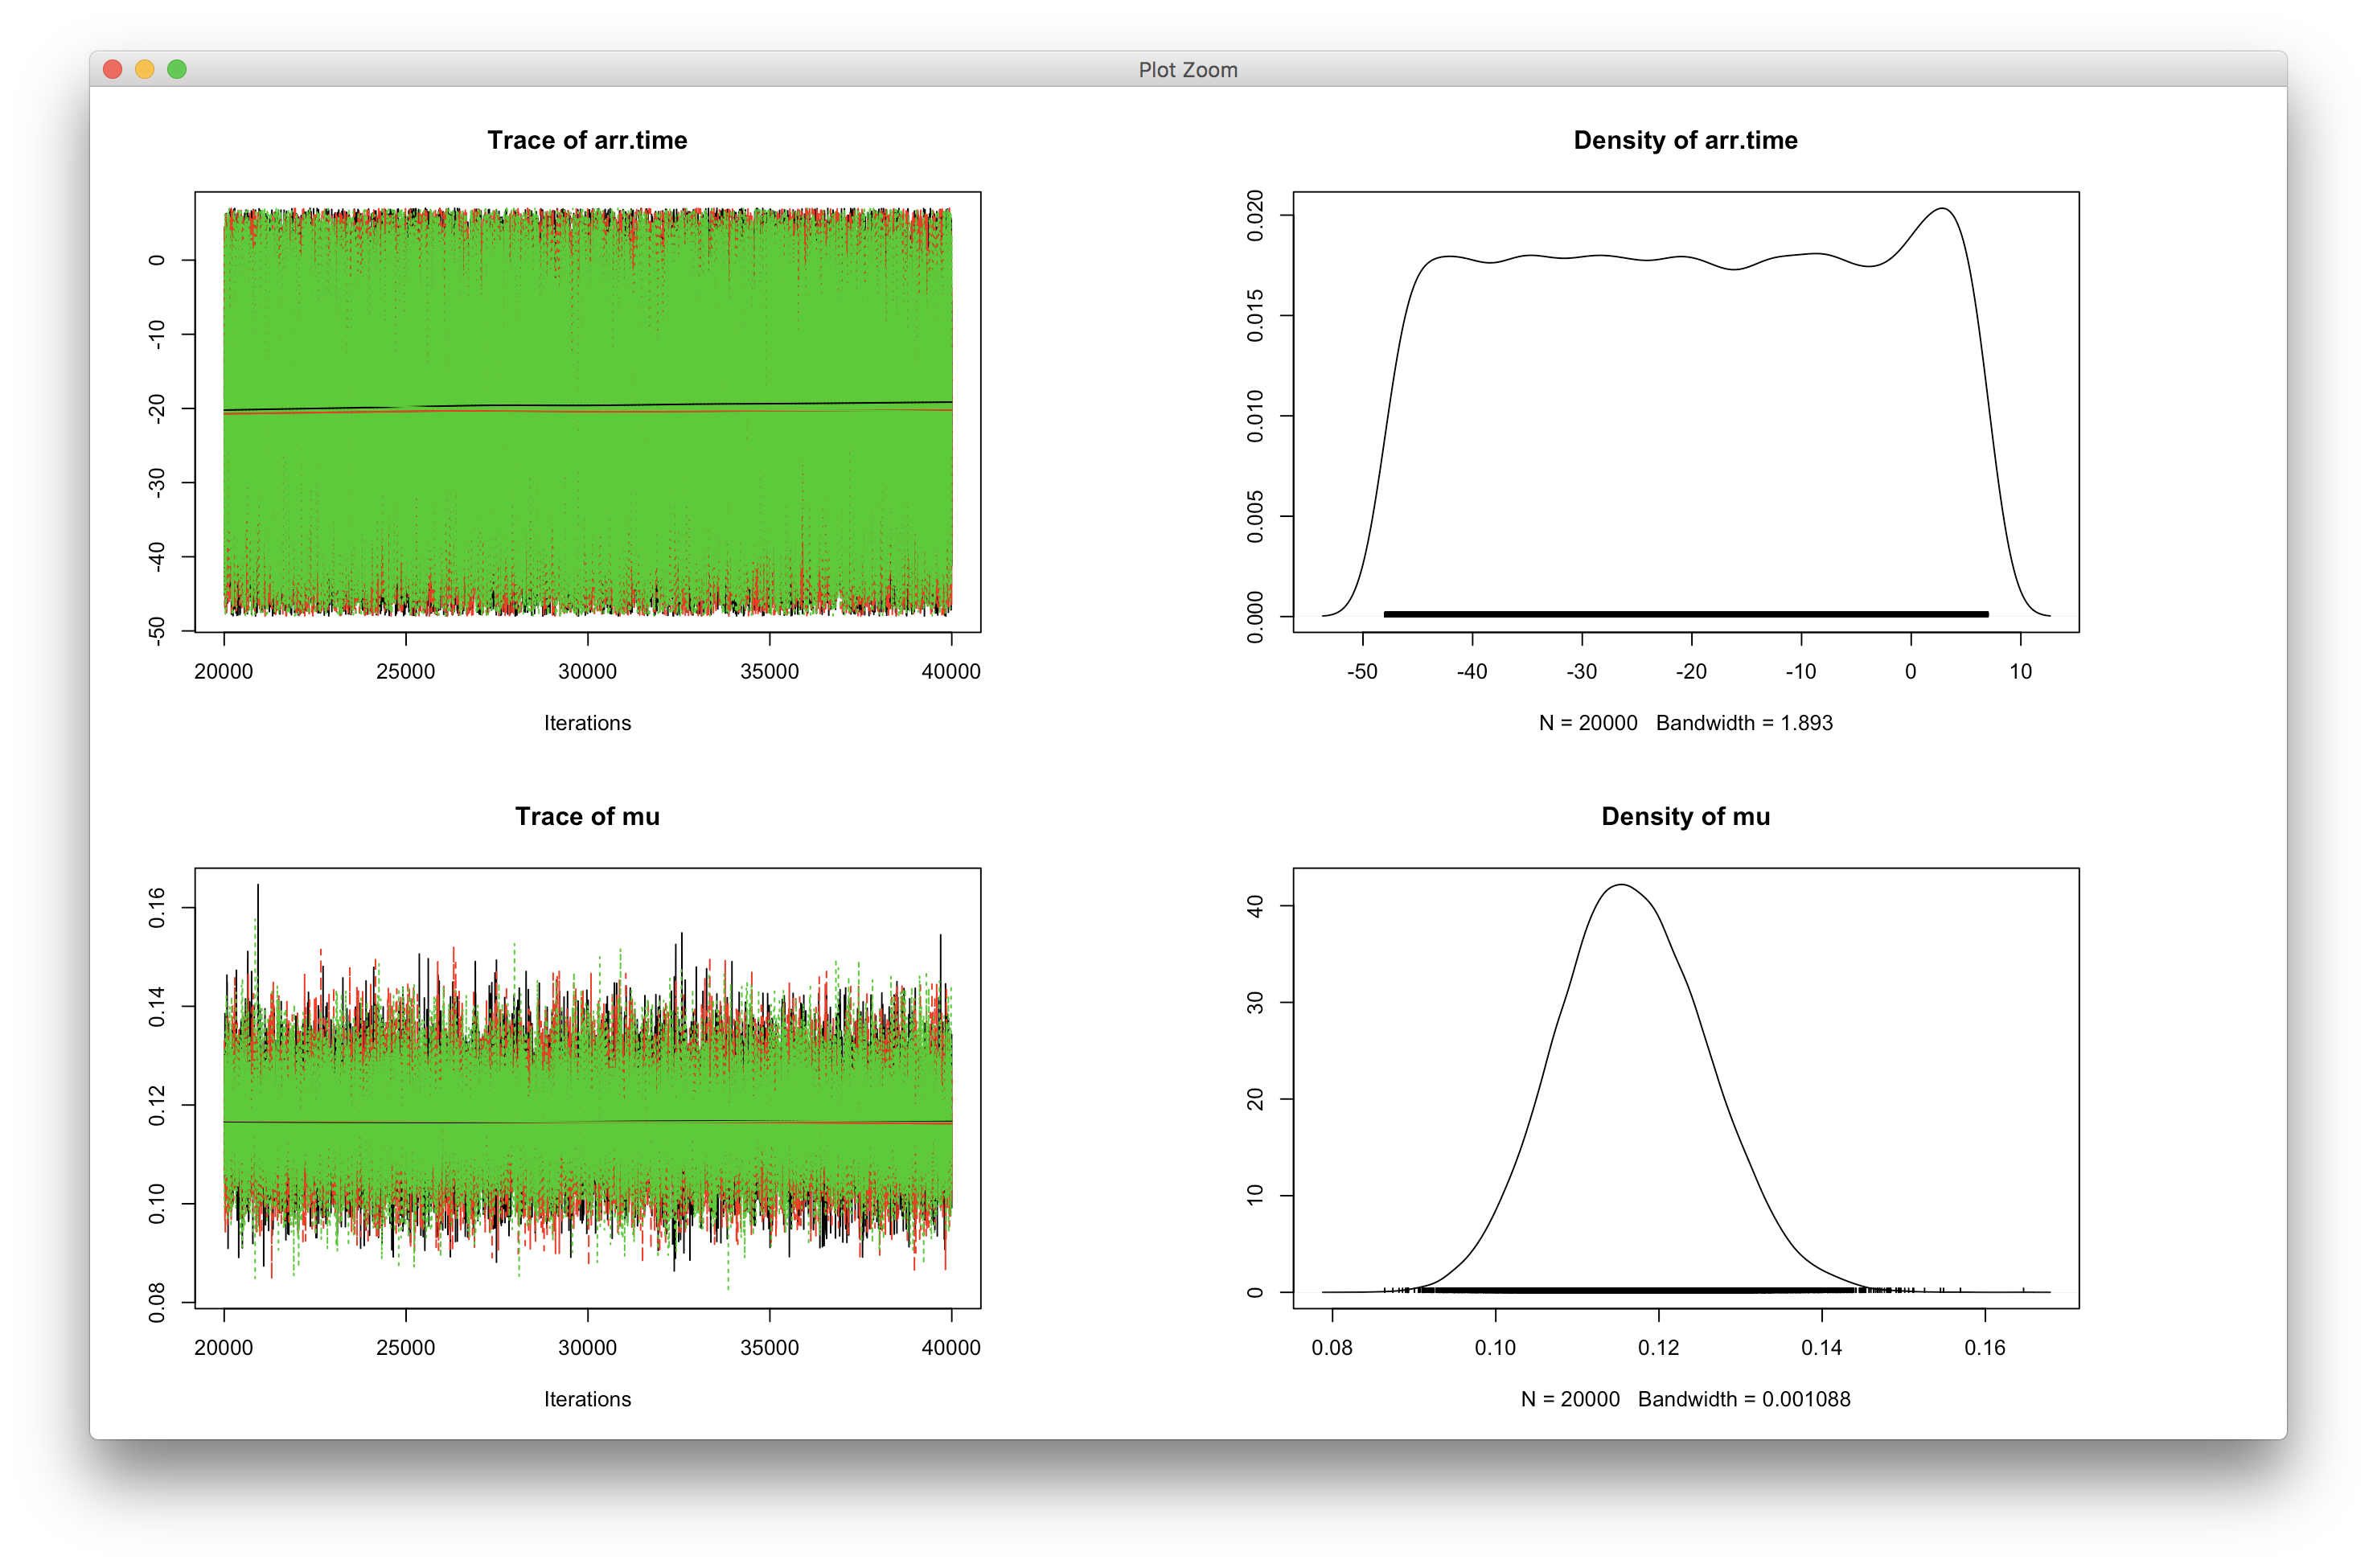 Plot Zoom
Trace of arr.time
0
-10
-20
-30
-40
-50
20000 25000 30000 35000 40000
Iterations
Density of arr.time
0.020
0.015
0.010
0.005
0.000
-50 -40 -30 -20 -10 0 10
N = 20000 Bandwidth = 1.893
Trace of mu
0.16
0.14
0.12
0.10
0.08
20000 25000 30000 35000 40000
Iterations
Density of mu
40
30
20
10
0
0.08 0.10 0.12 0.14 0.16
N = 20000 Bandwidth = 0.001088